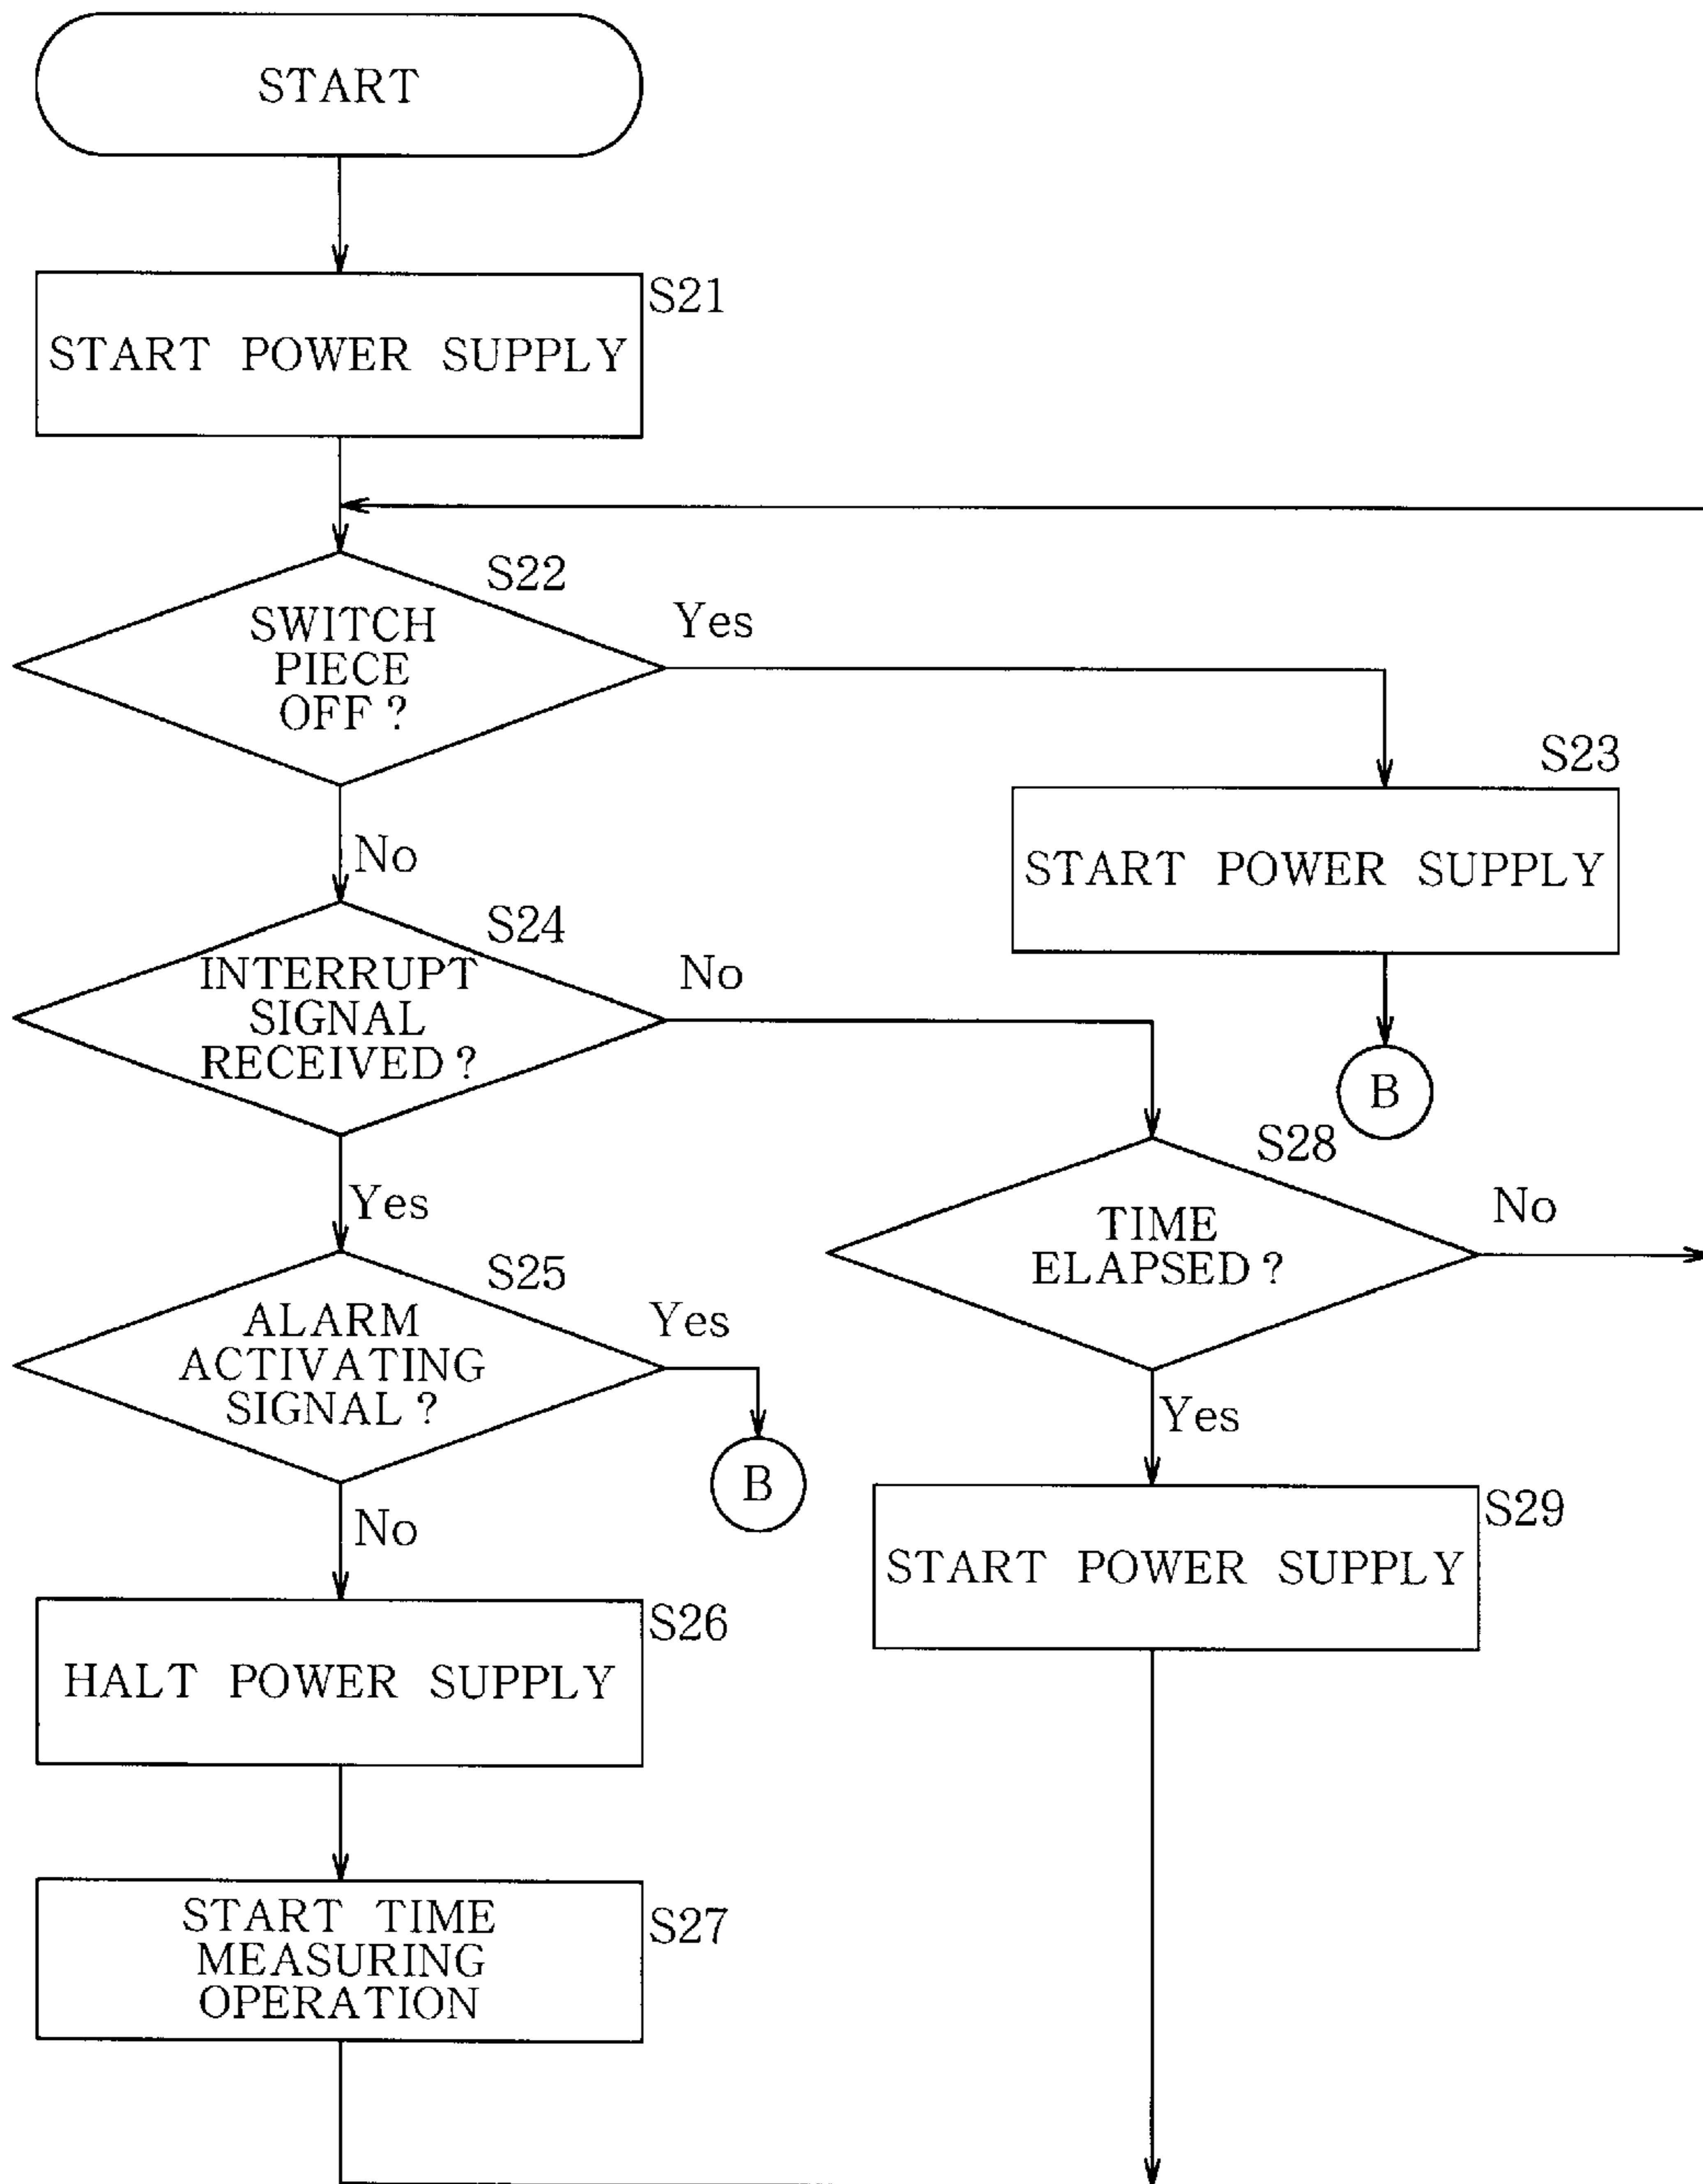 START
S21
START POWER SUPPLY
S22
SWITCH
PIECE
OFF ?
Yes
S23
START POWER SUPPLY
B
No
S24
INTERRUPT
SIGNAL
RECEIVED ?
No
S28
TIME
ELAPSED ?
No
Yes
S25
ALARM
ACTIVATING
SIGNAL ?
Yes
B
Yes
S29
START POWER SUPPLY
No
S26
HALT POWER SUPPLY
S27
START TIME
MEASURING
OPERATION